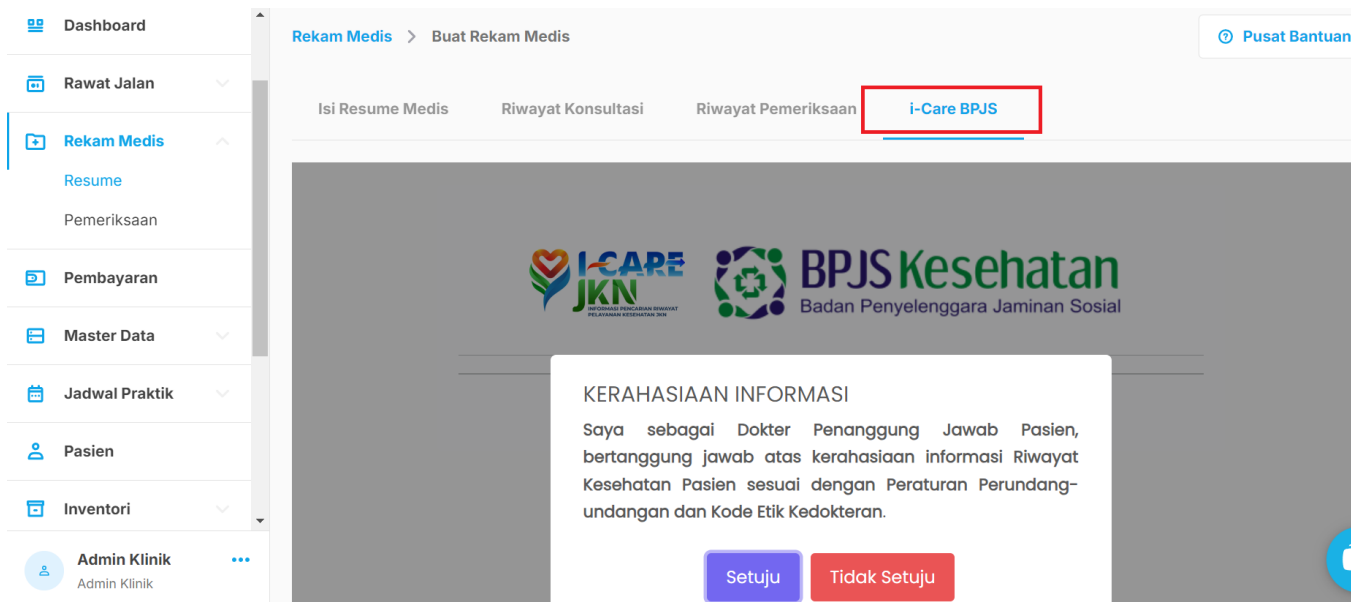 Dashboard
Rawat Jalan
Rekam Medis
Resume
Pemeriksaan
Pembayaran
Master Data
Jadwal Praktik
Pasien
Inventori
Admin Klinik
Admin Klinik
Rekam Medis > Buat Rekam Medis
Pusat Bantuan
Isi Resume Medis
Riwayat Konsultasi
Riwayat Pemeriksaan
i-Care BPJS
I-CARE
JKN
INFORMASI PENCARIAN RIWAYAT
PELAYANAN KESEHATAN JKN
BPJS Kesehatan
Badan Penyelenggara Jaminan Sosial
KERAHASIAAN INFORMASI
Saya sebagai Dokter Penanggung Jawab Pasien,
bertanggung jawab atas kerahasiaan informasi Riwayat
Kesehatan Pasien sesuai dengan Peraturan Perundang-
undangan dan Kode Etik Kedokteran.
Setuju
Tidak Setuju